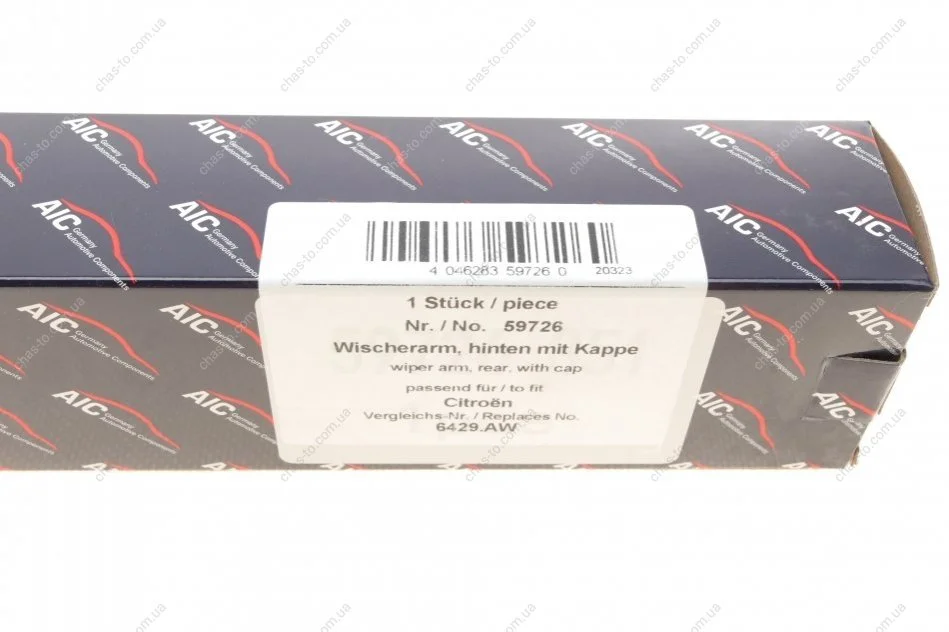 AIC Germany
Automotive Components
4 046283 59726 0 20323
1 Stück / piece
Nr. / No. 59726
Wischerarm, hinten mit Kappe
wiper arm, rear, with cap
passend für / to fit
Citroën
Vergleichs-Nr. / Replaces No.
6429.AW
chas-to.com.ua